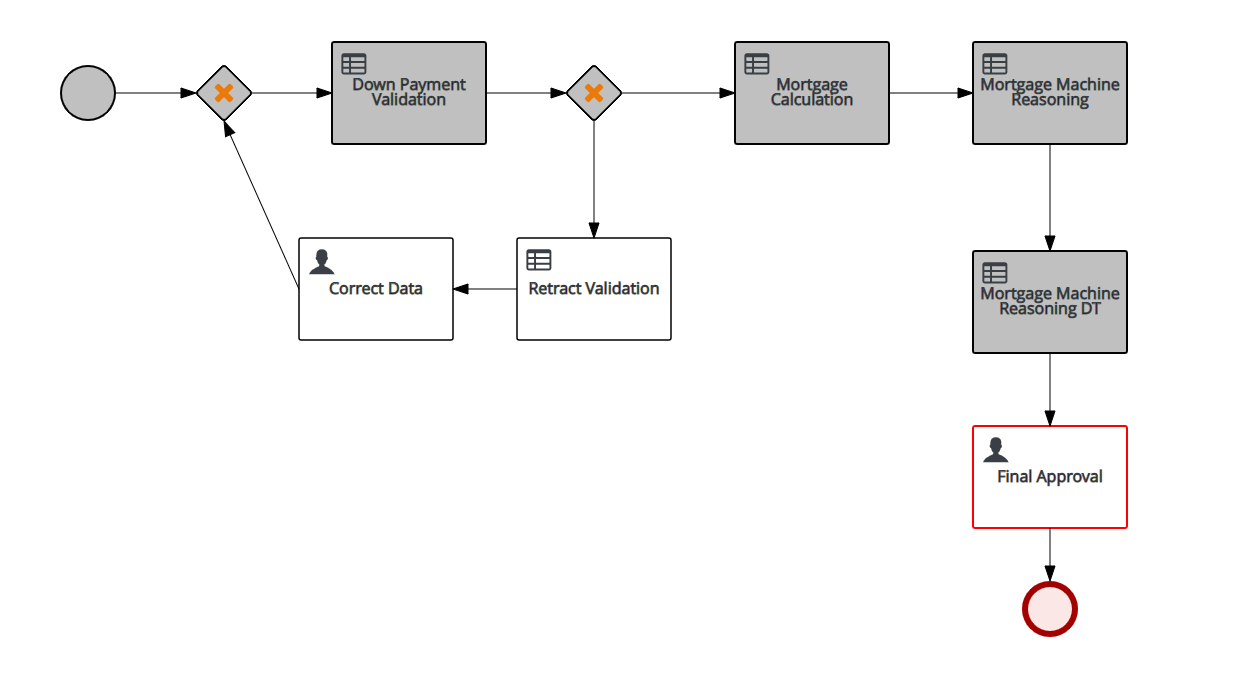 Down Payment
Validation
Mortgage
Calculation
Mortgage Machine
Reasoning
Correct Data
Retract Validation
Mortgage Machine
Reasoning DT
Final Approval